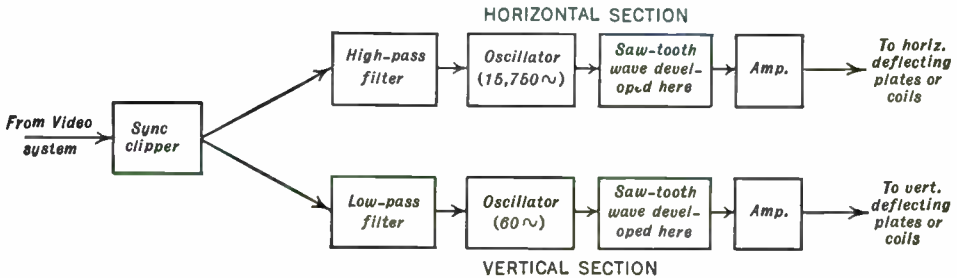 HORIZONTAL SECTION
High-pass
filter
Oscillator
(15,750~)
Saw-tooth
wave devel-
oped here
Amp.
To horiz.
deflecting
plates or
coils
From Video
system
Sync
clipper
Low-pass
filter
Oscillator
(60~)
Saw-tooth
wave devel-
oped here
Amp.
To vert.
deflecting
plates or
coils
VERTICAL SECTION